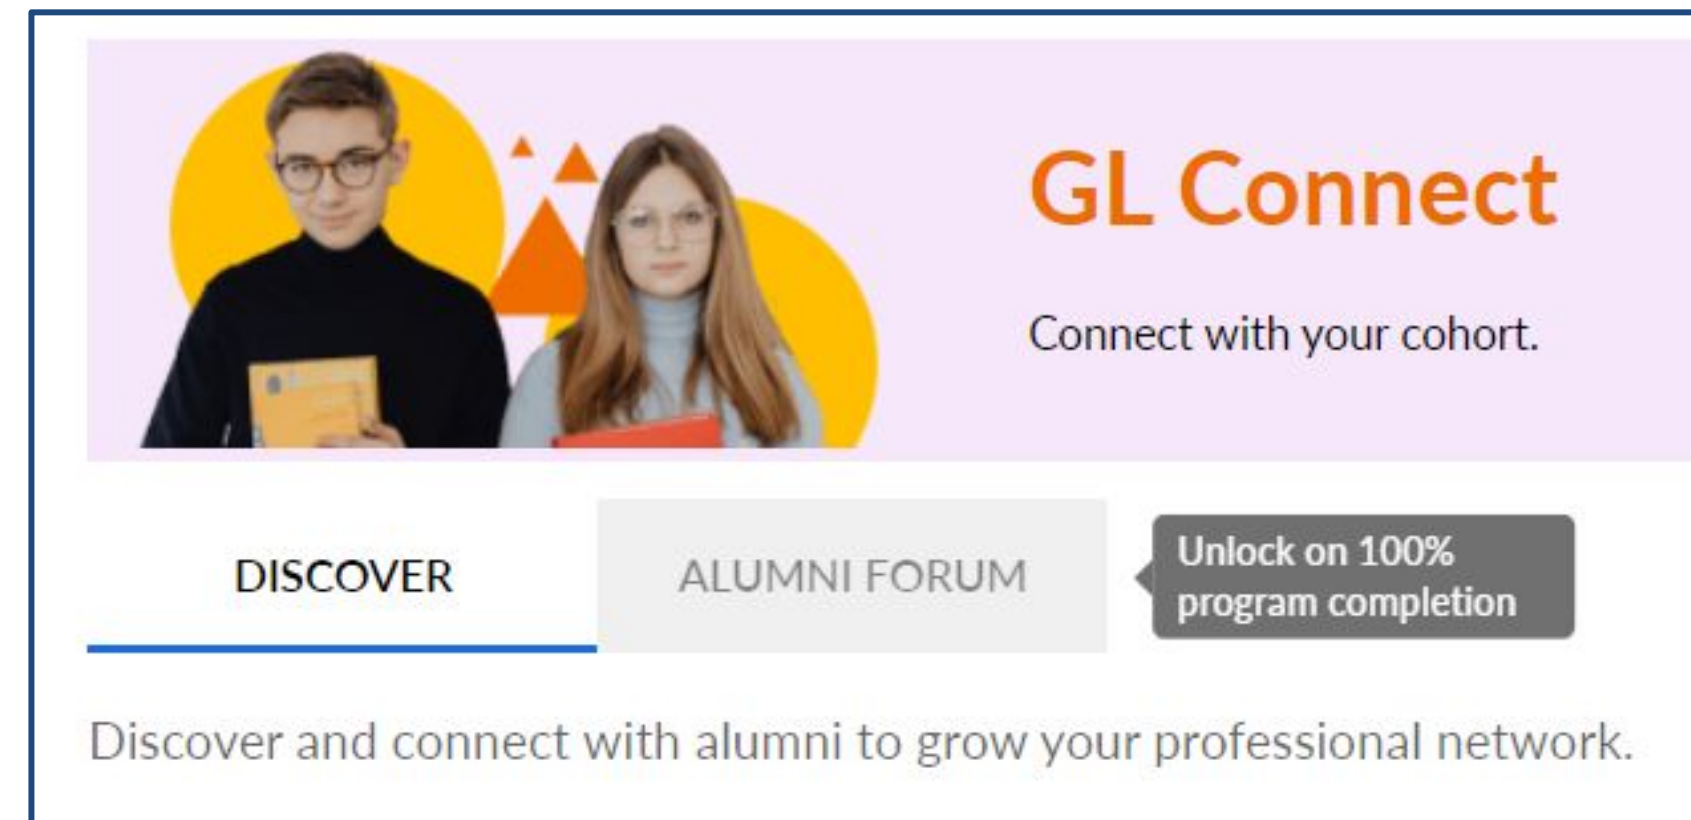 GL Connect
Connect with your cohort.
DISCOVER
ALUMNI FORUM
Unlock on 100%
program completion
Discover and connect with alumni to grow your professional network.